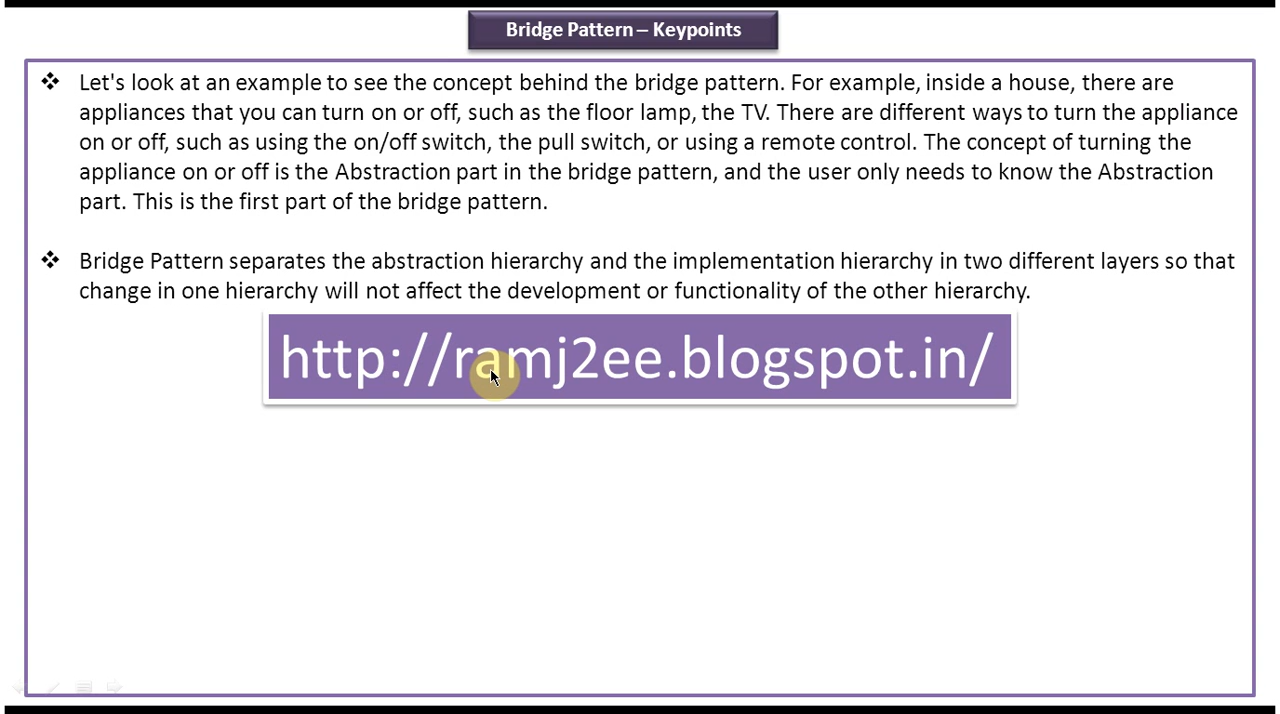 Bridge Pattern – Keypoints
❖ Let's look at an example to see the concept behind the bridge pattern. For example, inside a house, there are
appliances that you can turn on or off, such as the floor lamp, the TV. There are different ways to turn the appliance
on or off, such as using the on/off switch, the pull switch, or using a remote control. The concept of turning the
appliance on or off is the Abstraction part in the bridge pattern, and the user only needs to know the Abstraction
part. This is the first part of the bridge pattern.
❖ Bridge Pattern separates the abstraction hierarchy and the implementation hierarchy in two different layers so that
change in one hierarchy will not affect the development or functionality of the other hierarchy.
http://ramj2ee.blogspot.in/